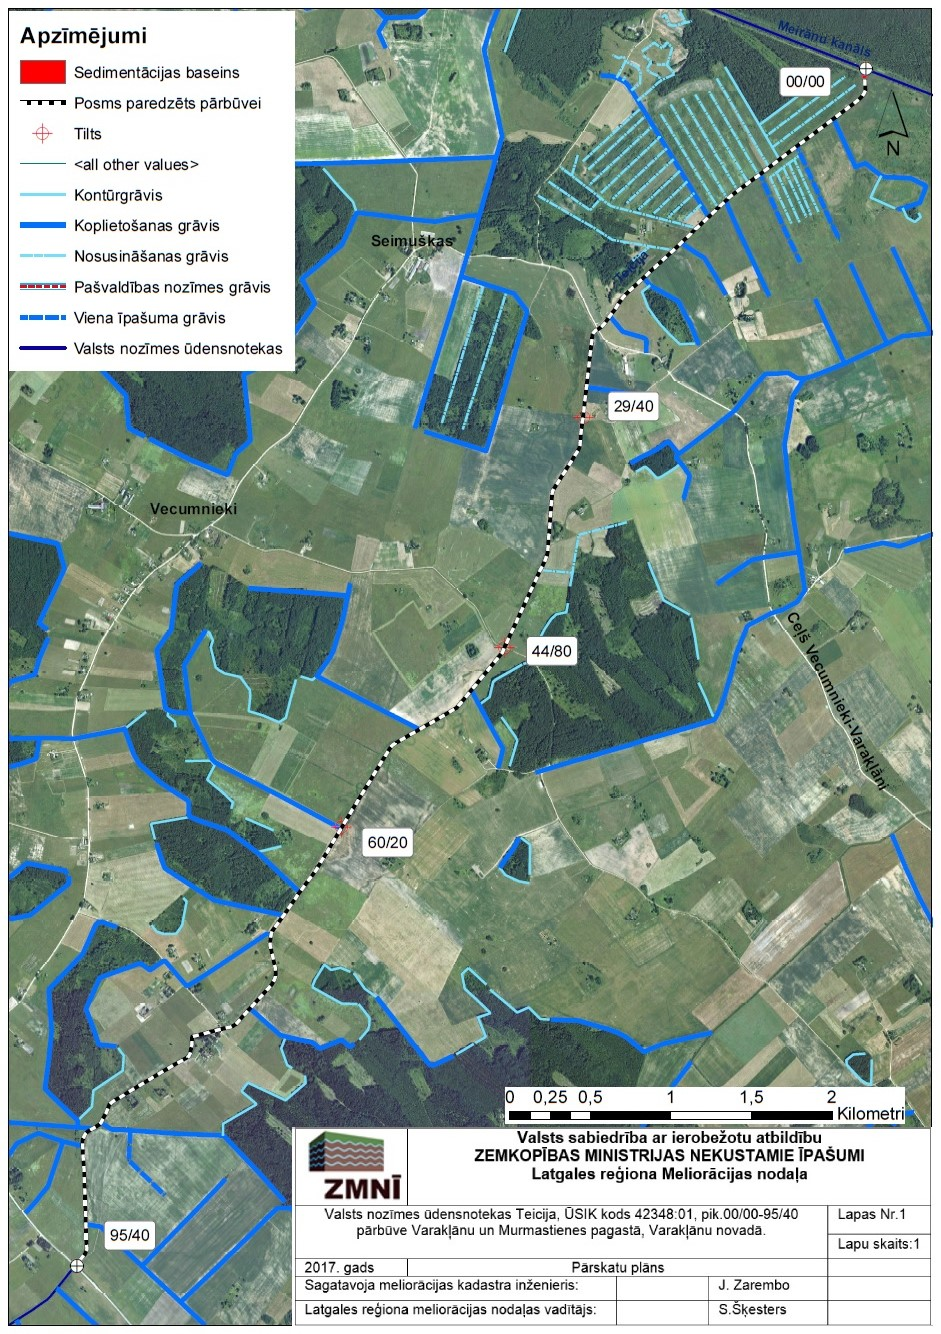 Apzīmējumi
Sedimentācijas baseins
Posms paredzēts pārbūvei
Tilts
<all other values>
Kontūrgrāvis
Koplietošanas grāvis
Nosusināšanas grāvis
Pašvaldības nozīmes grāvis
Viena īpašuma grāvis
Valsts nozīmes ūdensnotekas
Meirānu kanāls
00/00
N
Seimuškas
Teicija
29/40
Vecumnieki
44/80
Ceļš Vecumnieki-Varakļāni
60/20
95/40
0 0,25 0,5 1 1,5 2
Kilometri
ZMNĪ
Valsts sabiedrība ar ierobežotu atbildību
ZEMKOPĪBAS MINISTRIJAS NEKUSTAMIE ĪPAŠUMI
Latgales reģiona Meliorācijas nodaļa
Valsts nozīmes ūdensnotekas Teicija, ŪSIK kods 42348:01, pik.00/00-95/40
pārbūve Varakļānu un Murmastienes pagastā, Varakļānu novadā.
Lapas Nr.1
Lapu skaits:1
2017. gads
Pārskatu plāns
Sagatavoja meliorācijas kadastra inženieris:
J. Zarembo
Latgales reģiona meliorācijas nodaļas vadītājs:
S.Šķesters